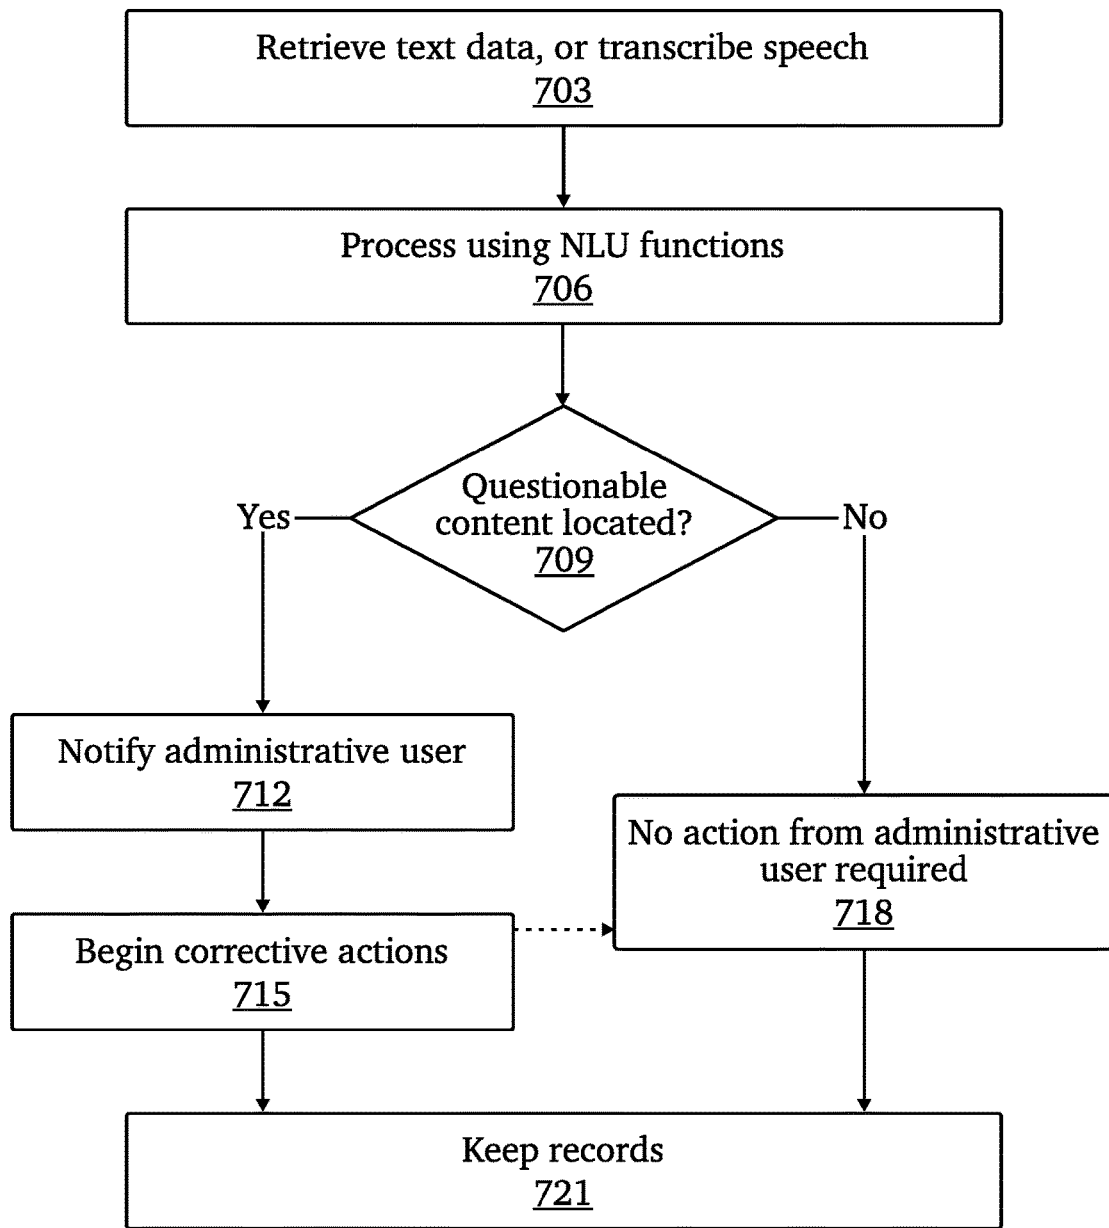 Retrieve text data, or transcribe speech
703
Process using NLU functions
706
Questionable
content located?
709
Yes
No
Notify administrative user
712
No action from administrative
user required
718
Begin corrective actions
715
Keep records
721